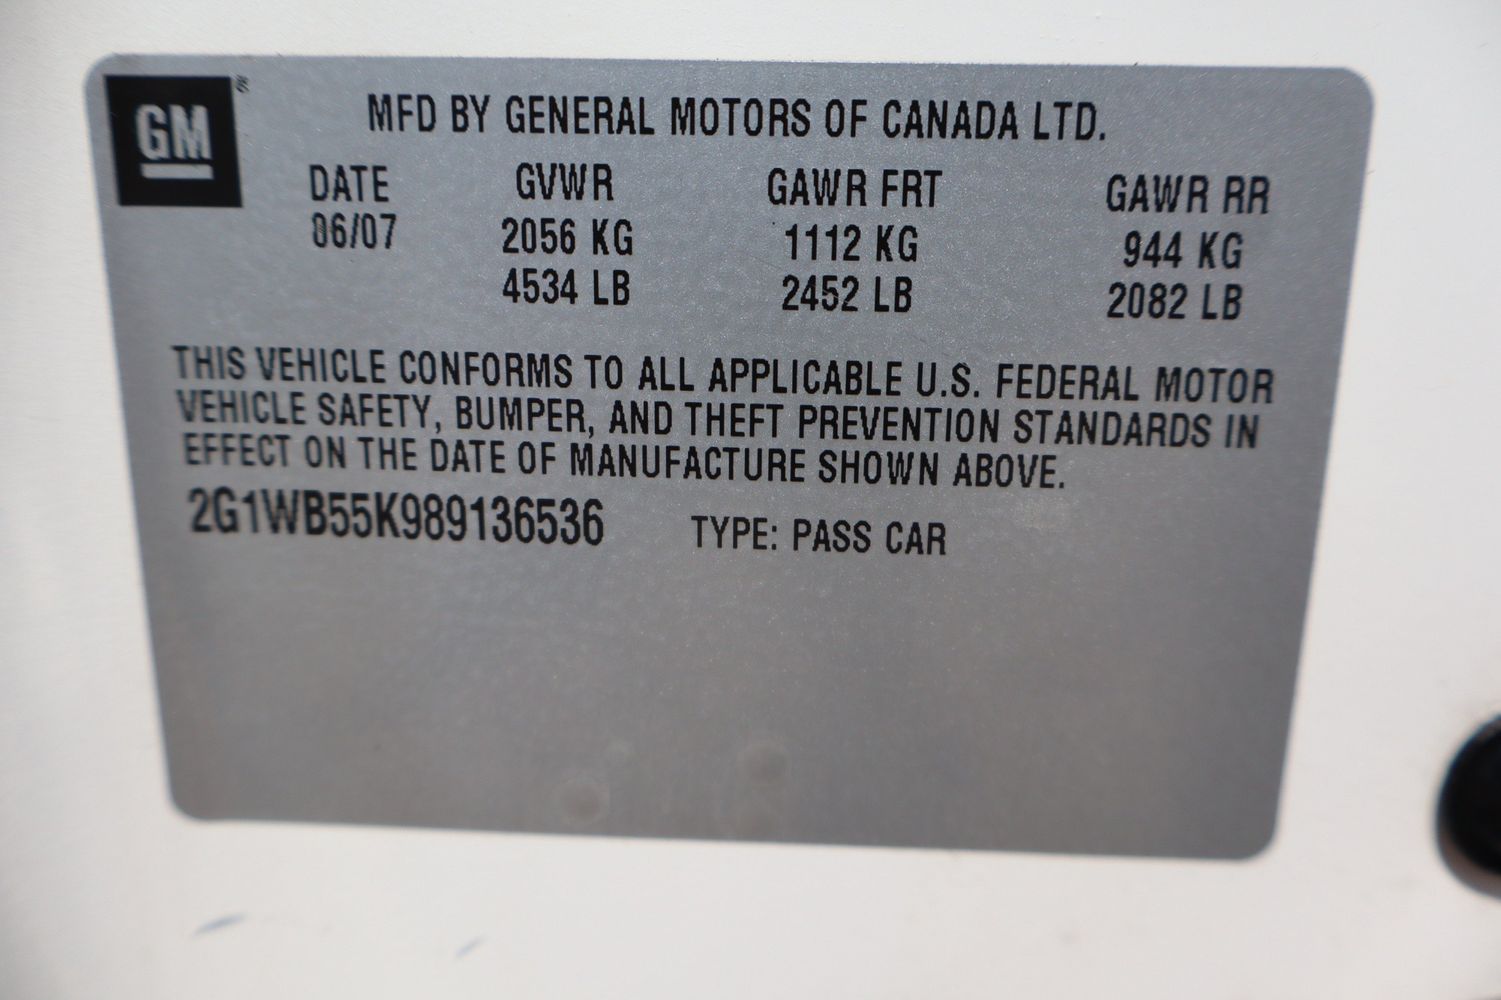 GM ®
MFD BY GENERAL MOTORS OF CANADA LTD.
DATE GVWR GAWR FRT GAWR RR
06/07 2056 KG 1112 KG 944 KG
4534 LB 2452 LB 2082 LB
THIS VEHICLE CONFORMS TO ALL APPLICABLE U.S. FEDERAL MOTOR
VEHICLE SAFETY, BUMPER, AND THEFT PREVENTION STANDARDS IN
EFFECT ON THE DATE OF MANUFACTURE SHOWN ABOVE.
2G1WB55K989136536 TYPE: PASS CAR